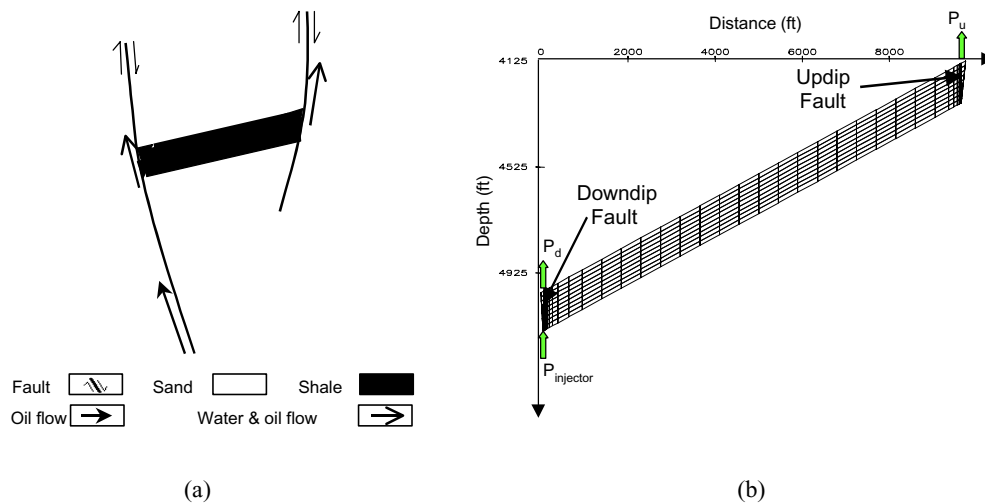 Fault
Sand
Shale
Oil flow
Water & oil flow
(a)
Distance (ft)
P_u
0 2000 4000 6000 8000
4125
Updip
Fault
4525
Depth (ft)
Downdip
Fault
P_d
4925
P_injector
(b)